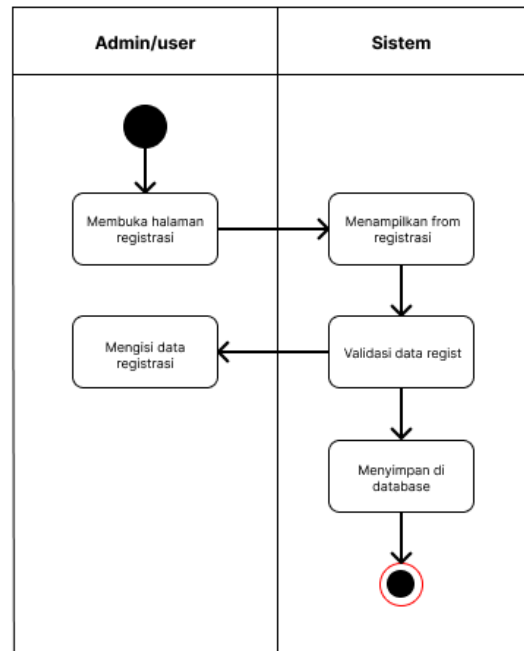 Admin/user
Sistem
Membuka halaman
registrasi
Menampilkan from
registrasi
Mengisi data
registrasi
Validasi data regist
Menyimpan di
database